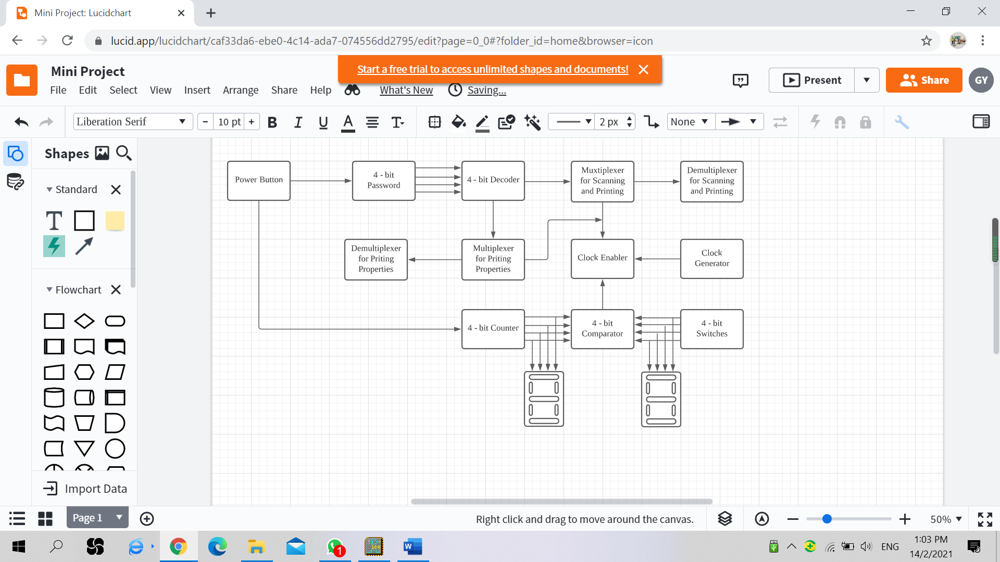 Mini Project: Lucidchart
lucid.app/lucidchart/caf33da6-ebe0-4c14-ada7-074556dd2795/edit?page=0_0#?folder_id=home&browser=icon
Start a free trial to access unlimited shapes and documents!
Mini Project
File Edit Select View Insert Arrange Share Help What's New Saving...
Present
Share
GY
Liberation Serif
- 10 pt +
B I U A T
2 px
None
Shapes
Standard
T
Flowchart
Import Data
Power Button
4 - bit
Password
4 - bit Decoder
Muxtiplexer
for Scanning
and Printing
Demultiplexer
for Scanning
and Printing
Demultiplexer
for Priting
Properties
Multiplexer
for Priting
Properties
Clock Enabler
Clock
Generator
4 - bit Counter
4 - bit
Comparator
4 - bit
Switches
Page 1
Right click and drag to move around the canvas.
50%
1
W
ENG
1:03 PM
14/2/2021